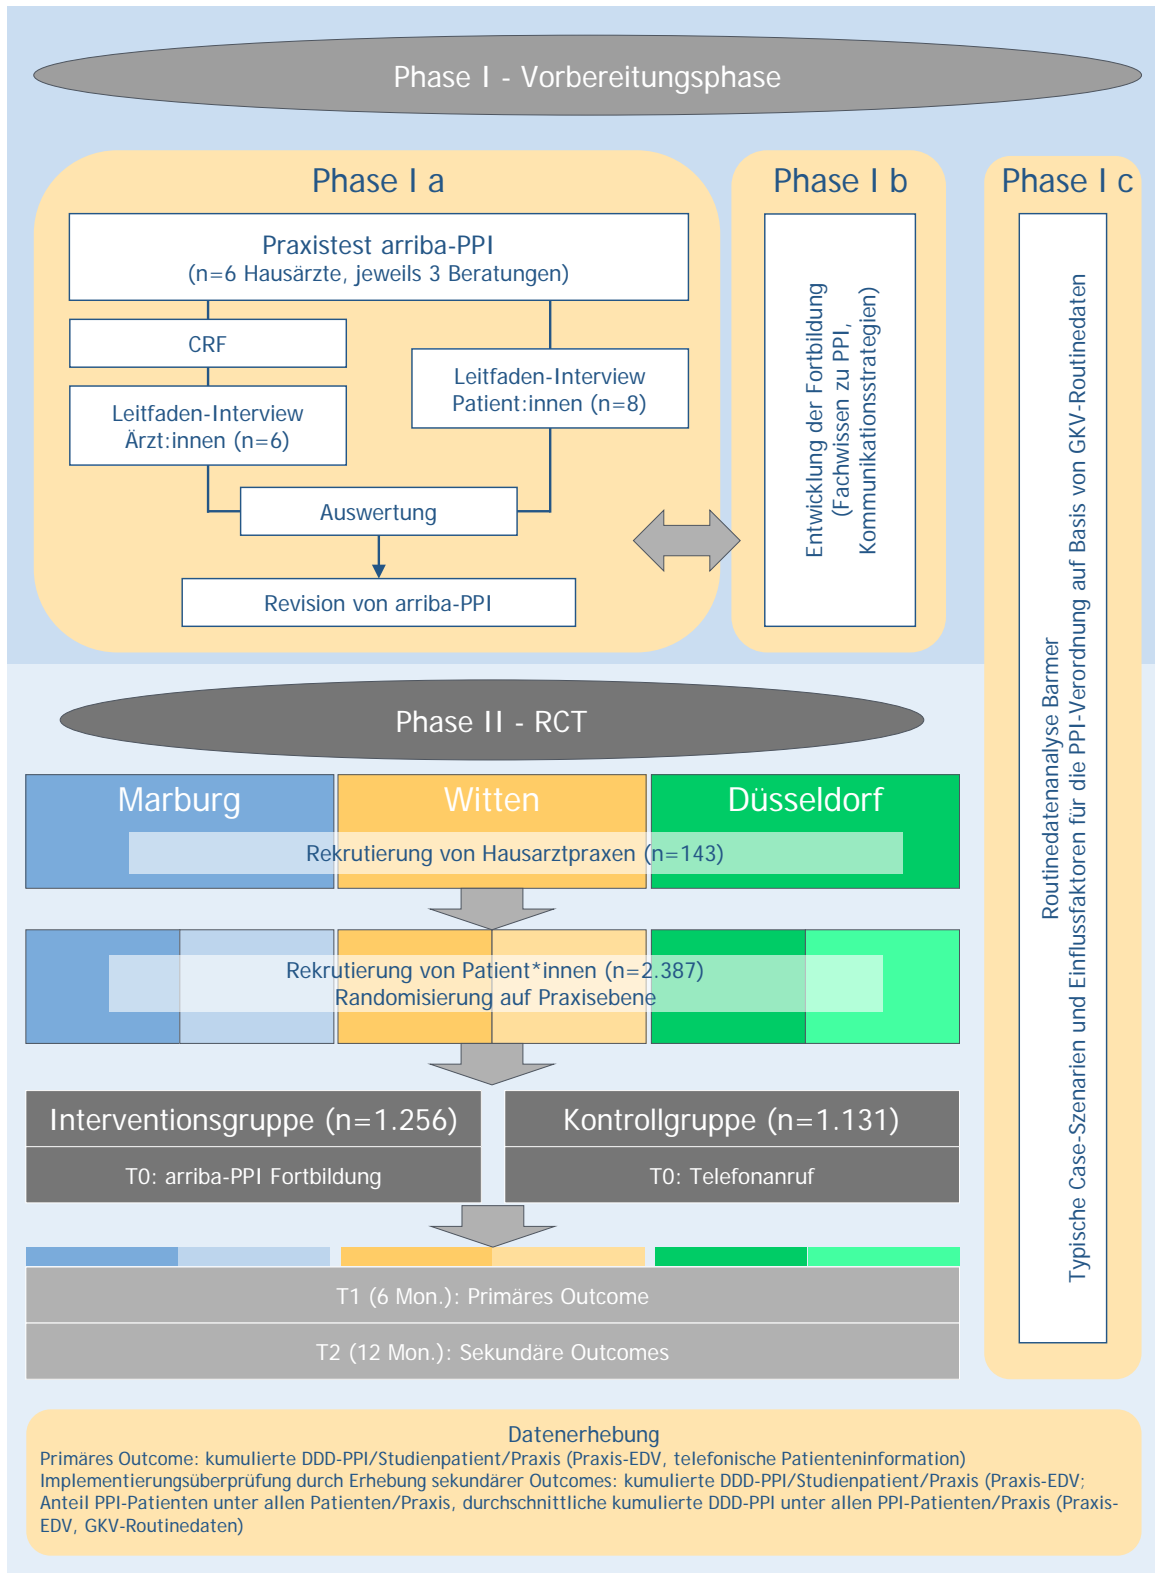 Phase I - Vorbereitungsphase
Phase I a
Praxistest arriba-PPI
(n=6 Hausärzte, jeweils 3 Beratungen)
CRF
Leitfaden-Interview
Ärzt:innen (n=6)
Leitfaden-Interview
Patient:innen (n=8)
Auswertung
Revision von arriba-PPI
Phase I b
Entwicklung der Fortbildung
(Fachwissen zu PPI,
Kommunikationsstrategien)
Phase I c
Routinedatenanalyse Barmer
Typische Case-Szenarien und Einflussfaktoren für die PPI-Verordnung auf Basis von GKV-Routinedaten
Phase II - RCT
Marburg
Witten
Düsseldorf
Rekrutierung von Hausarztpraxen (n=143)
Rekrutierung von Patient*innen (n=2.387)
Randomisierung auf Praxisebene
Interventionsgruppe (n=1.256)
T0: arriba-PPI Fortbildung
Kontrollgruppe (n=1.131)
T0: Telefonanruf
T1 (6 Mon.): Primäres Outcome
T2 (12 Mon.): Sekundäre Outcomes
Datenerhebung
Primäres Outcome: kumulierte DDD-PPI/Studienpatient/Praxis (Praxis-EDV, telefonische Patienteninformation)
Implementierungsüberprüfung durch Erhebung sekundärer Outcomes: kumulierte DDD-PPI/Studienpatient/Praxis (Praxis-EDV;
Anteil PPI-Patienten unter allen Patienten/Praxis, durchschnittliche kumulierte DDD-PPI unter allen PPI-Patienten/Praxis (Praxis-
EDV, GKV-Routinedaten)